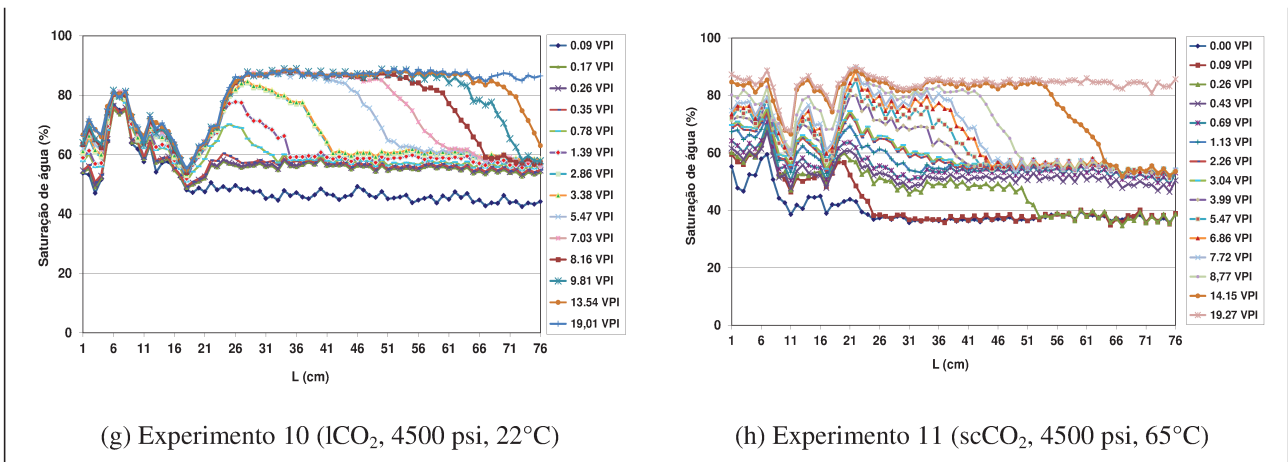 100
80
60
40
20
0
Saturação de água (%)
1 6 11 16 21 26 31 36 41 46 51 56 61 66 71 76
L (cm)
0.09 VPI
0.17 VPI
0.26 VPI
0.35 VPI
0.78 VPI
1.39 VPI
2.86 VPI
3.38 VPI
5.47 VPI
7.03 VPI
8.16 VPI
9.81 VPI
13.54 VPI
19,01 VPI
(g) Experimento 10 (lCO₂, 4500 psi, 22°C)
100
80
60
40
20
0
Saturação de água (%)
1 6 11 16 21 26 31 36 41 46 51 56 61 66 71 76
L (cm)
0.00 VPI
0.09 VPI
0.26 VPI
0.43 VPI
0.69 VPI
1.13 VPI
2.26 VPI
3.04 VPI
3.99 VPI
5.47 VPI
6.86 VPI
7.72 VPI
8,77 VPI
14.15 VPI
19.27 VPI
(h) Experimento 11 (scCO₂, 4500 psi, 65°C)